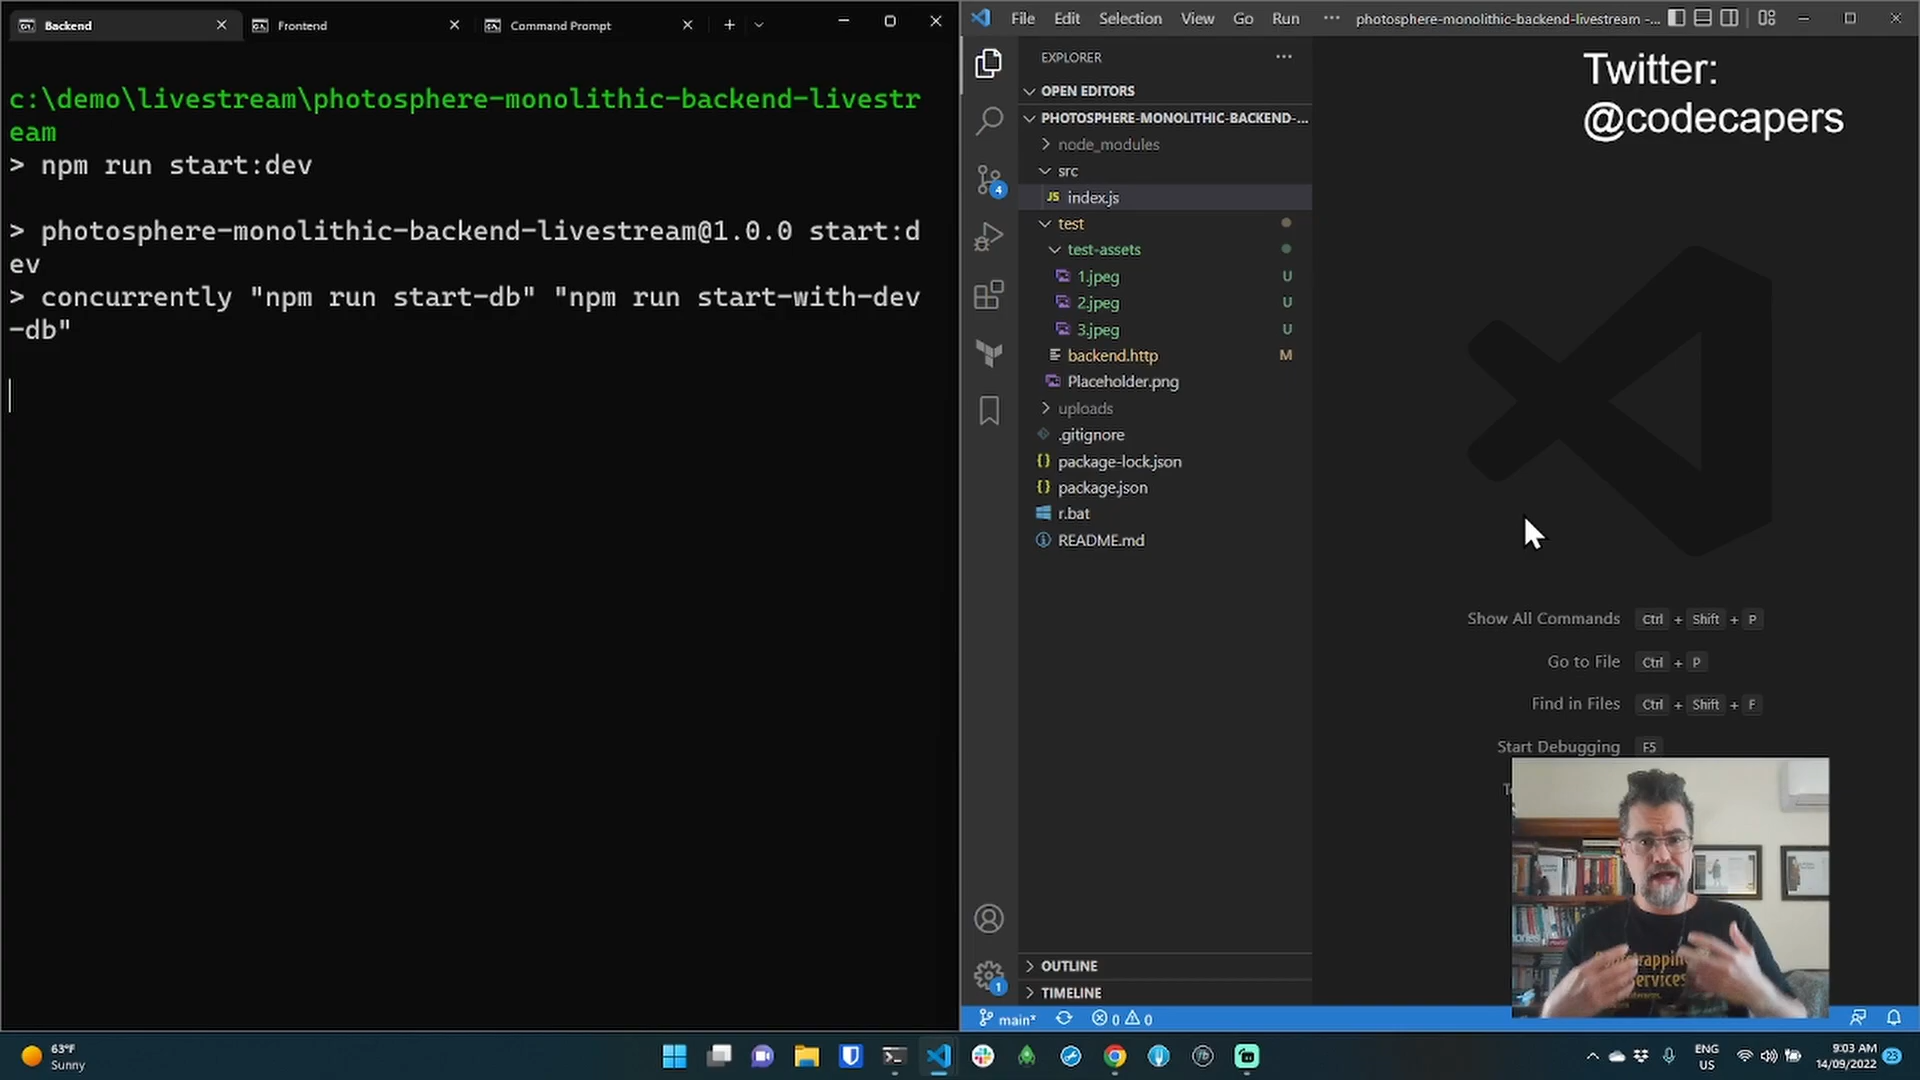 Backend
Frontend
Command Prompt
c:\demo\livestream\photosphere-monolithic-backend-livestr
eam
> npm run start:dev
> photosphere-monolithic-backend-livestream@1.0.0 start:d
ev
> concurrently "npm run start-db" "npm run start-with-dev
-db"
File Edit Selection View Go Run ··· photosphere-monolithic-backend-livestream -...
EXPLORER
OPEN EDITORS
PHOTOSPHERE-MONOLITHIC-BACKEND-...
node_modules
src
JS index.js
test
test-assets
1.jpeg U
2.jpeg U
3.jpeg U
backend.http M
Placeholder.png
uploads
.gitignore
{} package-lock.json
{} package.json
r.bat
README.md
OUTLINE
TIMELINE
4
1
Twitter:
@codecapers
Show All Commands Ctrl + Shift + P
Go to File Ctrl + P
Find in Files Ctrl + Shift + F
Start Debugging F5
main* 0 0
63°F
Sunny
ENG
US
9:03 AM
14/09/2022
23